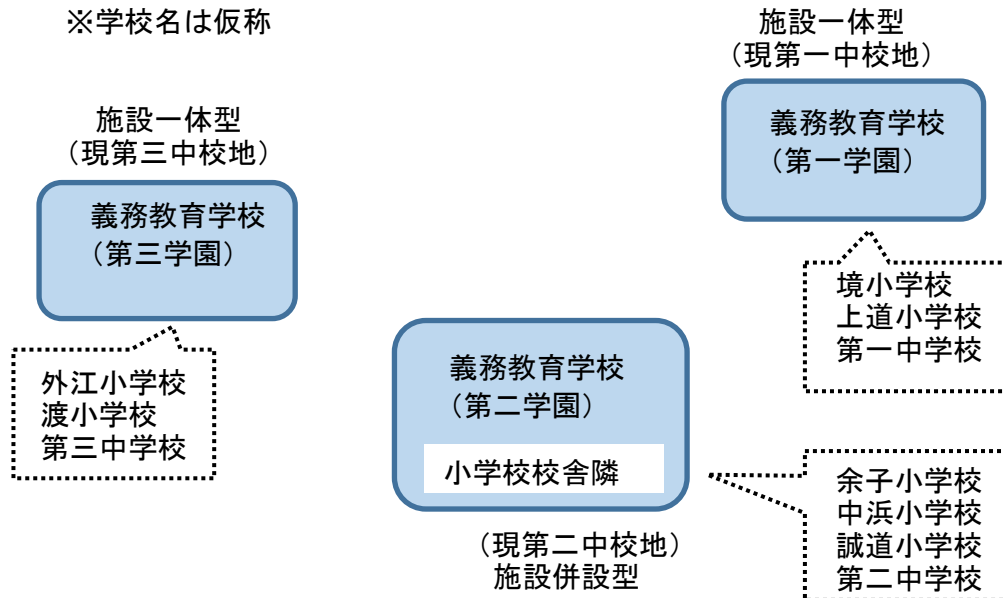 ※学校名は仮称
施設一体型
（現第一中校地）
義務教育学校
（第一学園）
境小学校
上道小学校
第一中学校
施設一体型
（現第三中校地）
義務教育学校
（第三学園）
外江小学校
渡小学校
第三中学校
義務教育学校
（第二学園）
小学校校舎隣
（現第二中校地）
施設併設型
余子小学校
中浜小学校
誠道小学校
第二中学校